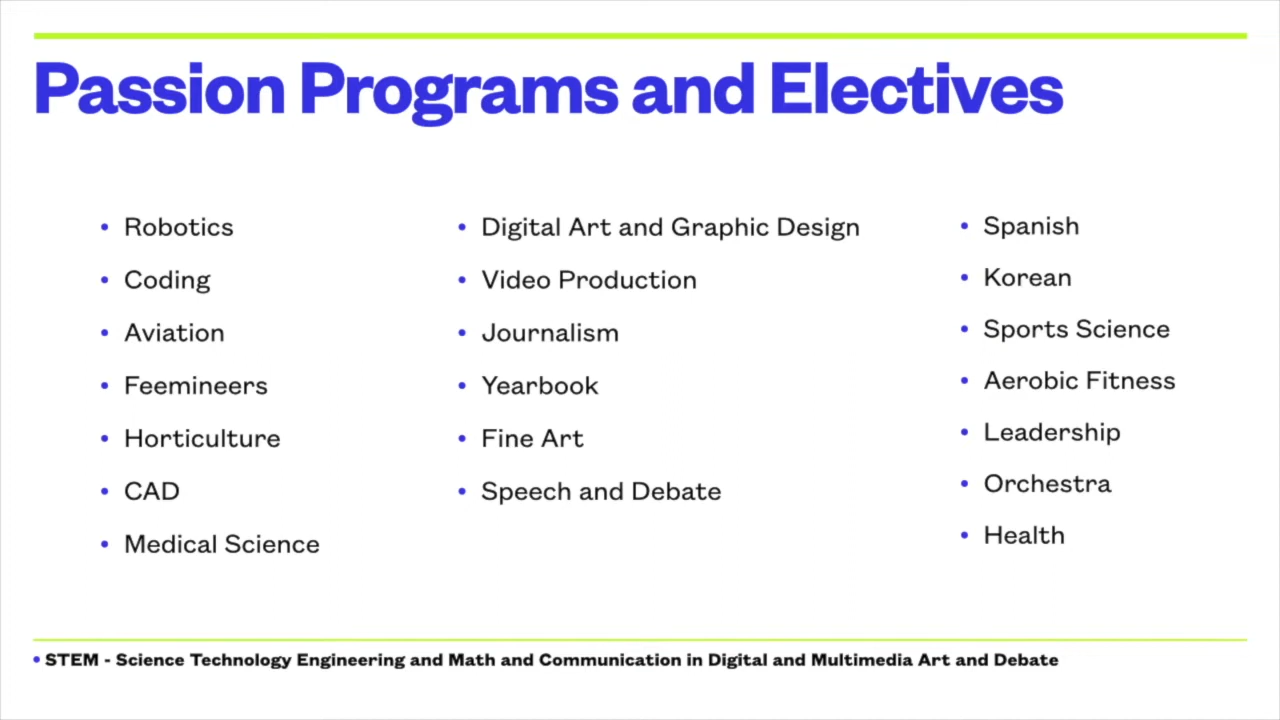 Passion Programs and Electives
• Robotics
• Coding
• Aviation
• Feemineers
• Horticulture
• CAD
• Medical Science
• Digital Art and Graphic Design
• Video Production
• Journalism
• Yearbook
• Fine Art
• Speech and Debate
• Spanish
• Korean
• Sports Science
• Aerobic Fitness
• Leadership
• Orchestra
• Health
• STEM - Science Technology Engineering and Math and Communication in Digital and Multimedia Art and Debate